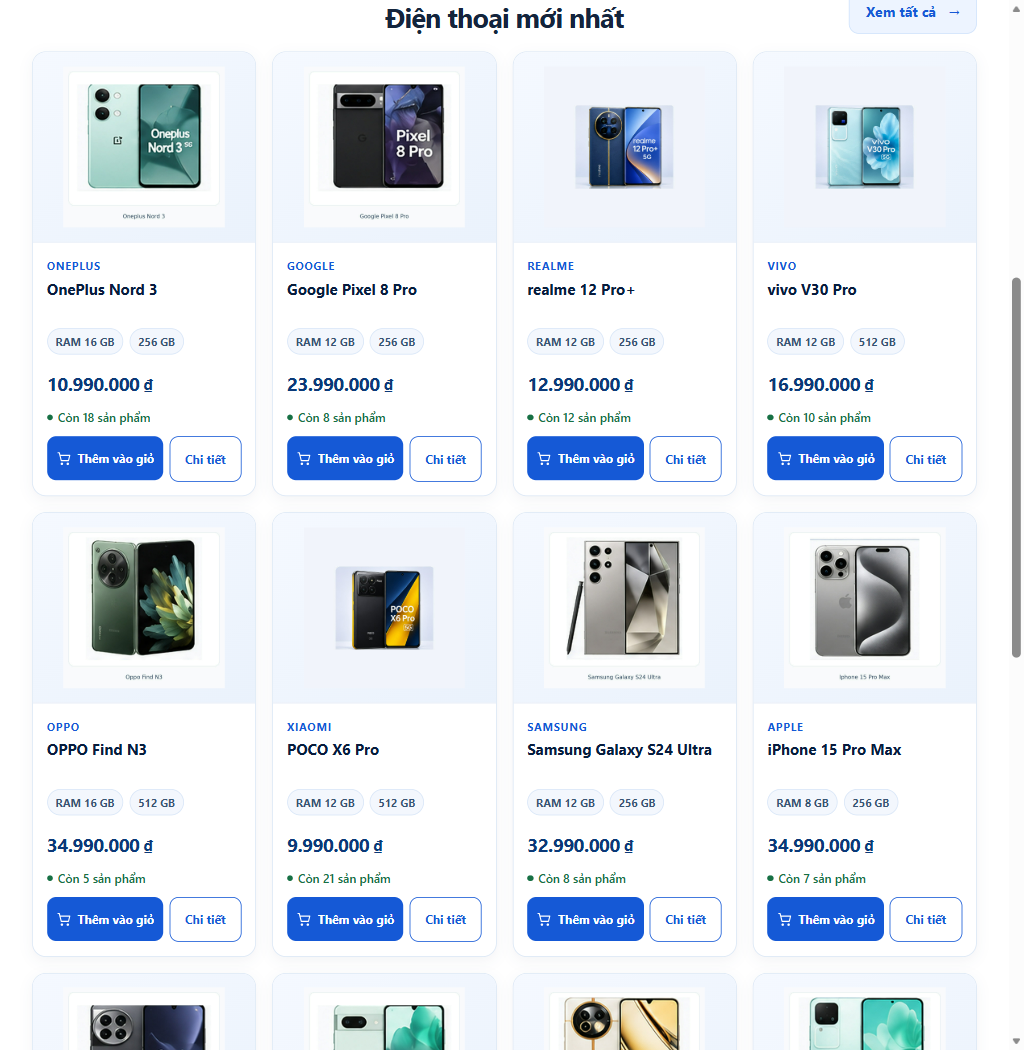 Điện thoại mới nhất
Xem tất cả →
Oneplus
Nord 3 5G
Oneplus Nord 3
Pixel
8 Pro
Google Pixel 8 Pro
realme
12 Pro+
5G
vivo
V30 Pro
5G
ONEPLUS
OnePlus Nord 3
RAM 16 GB 256 GB
10.990.000 ₫
Còn 18 sản phẩm
Thêm vào giỏ Chi tiết
GOOGLE
Google Pixel 8 Pro
RAM 12 GB 256 GB
23.990.000 ₫
Còn 8 sản phẩm
Thêm vào giỏ Chi tiết
REALME
realme 12 Pro+
RAM 12 GB 256 GB
12.990.000 ₫
Còn 12 sản phẩm
Thêm vào giỏ Chi tiết
VIVO
vivo V30 Pro
RAM 12 GB 512 GB
16.990.000 ₫
Còn 10 sản phẩm
Thêm vào giỏ Chi tiết
Oppo Find N3
POCO
X6 Pro
Samsung Galaxy S24 Ultra
Iphone 15 Pro Max
OPPO
OPPO Find N3
RAM 16 GB 512 GB
34.990.000 ₫
Còn 5 sản phẩm
Thêm vào giỏ Chi tiết
XIAOMI
POCO X6 Pro
RAM 12 GB 512 GB
9.990.000 ₫
Còn 21 sản phẩm
Thêm vào giỏ Chi tiết
SAMSUNG
Samsung Galaxy S24 Ultra
RAM 12 GB 256 GB
32.990.000 ₫
Còn 8 sản phẩm
Thêm vào giỏ Chi tiết
APPLE
iPhone 15 Pro Max
RAM 8 GB 256 GB
34.990.000 ₫
Còn 7 sản phẩm
Thêm vào giỏ Chi tiết